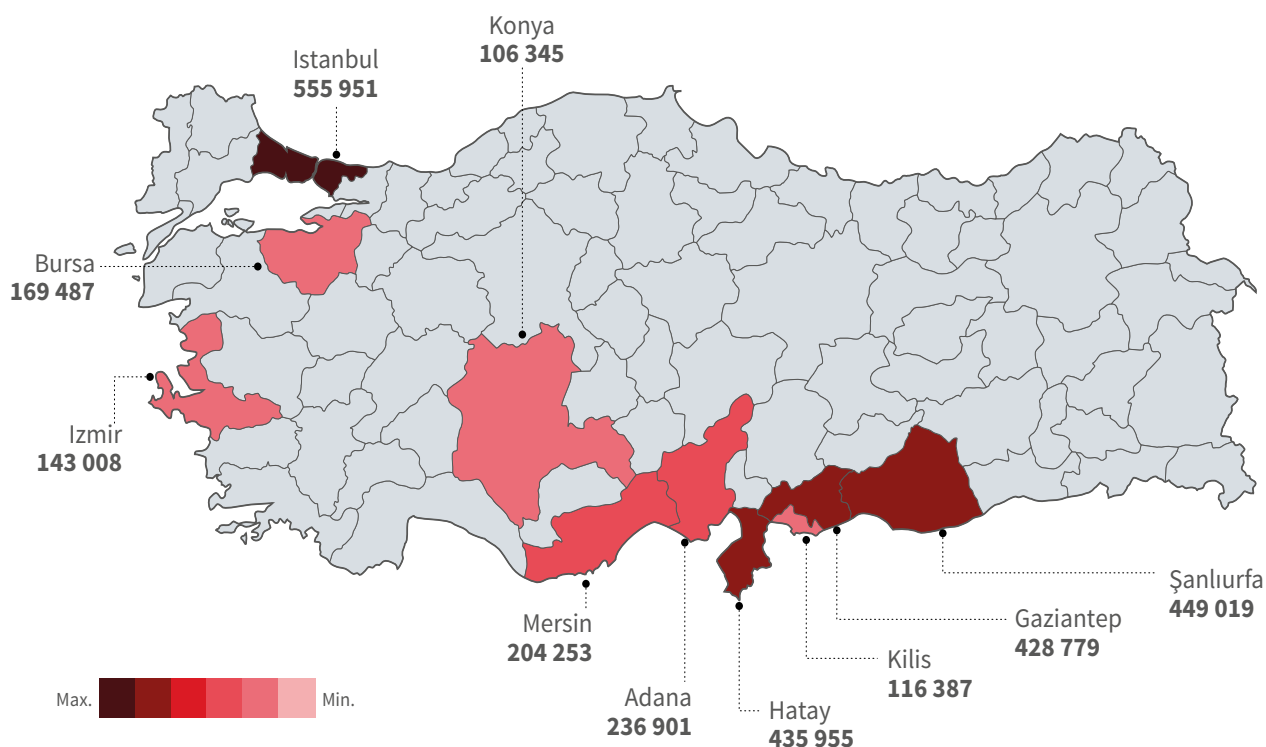 Konya
106 345
Istanbul
555 951
Bursa
169 487
Izmir
143 008
Şanlıurfa
449 019
Gaziantep
428 779
Mersin
204 253
Kilis
116 387
Adana
236 901
Hatay
435 955
Max.
Min.